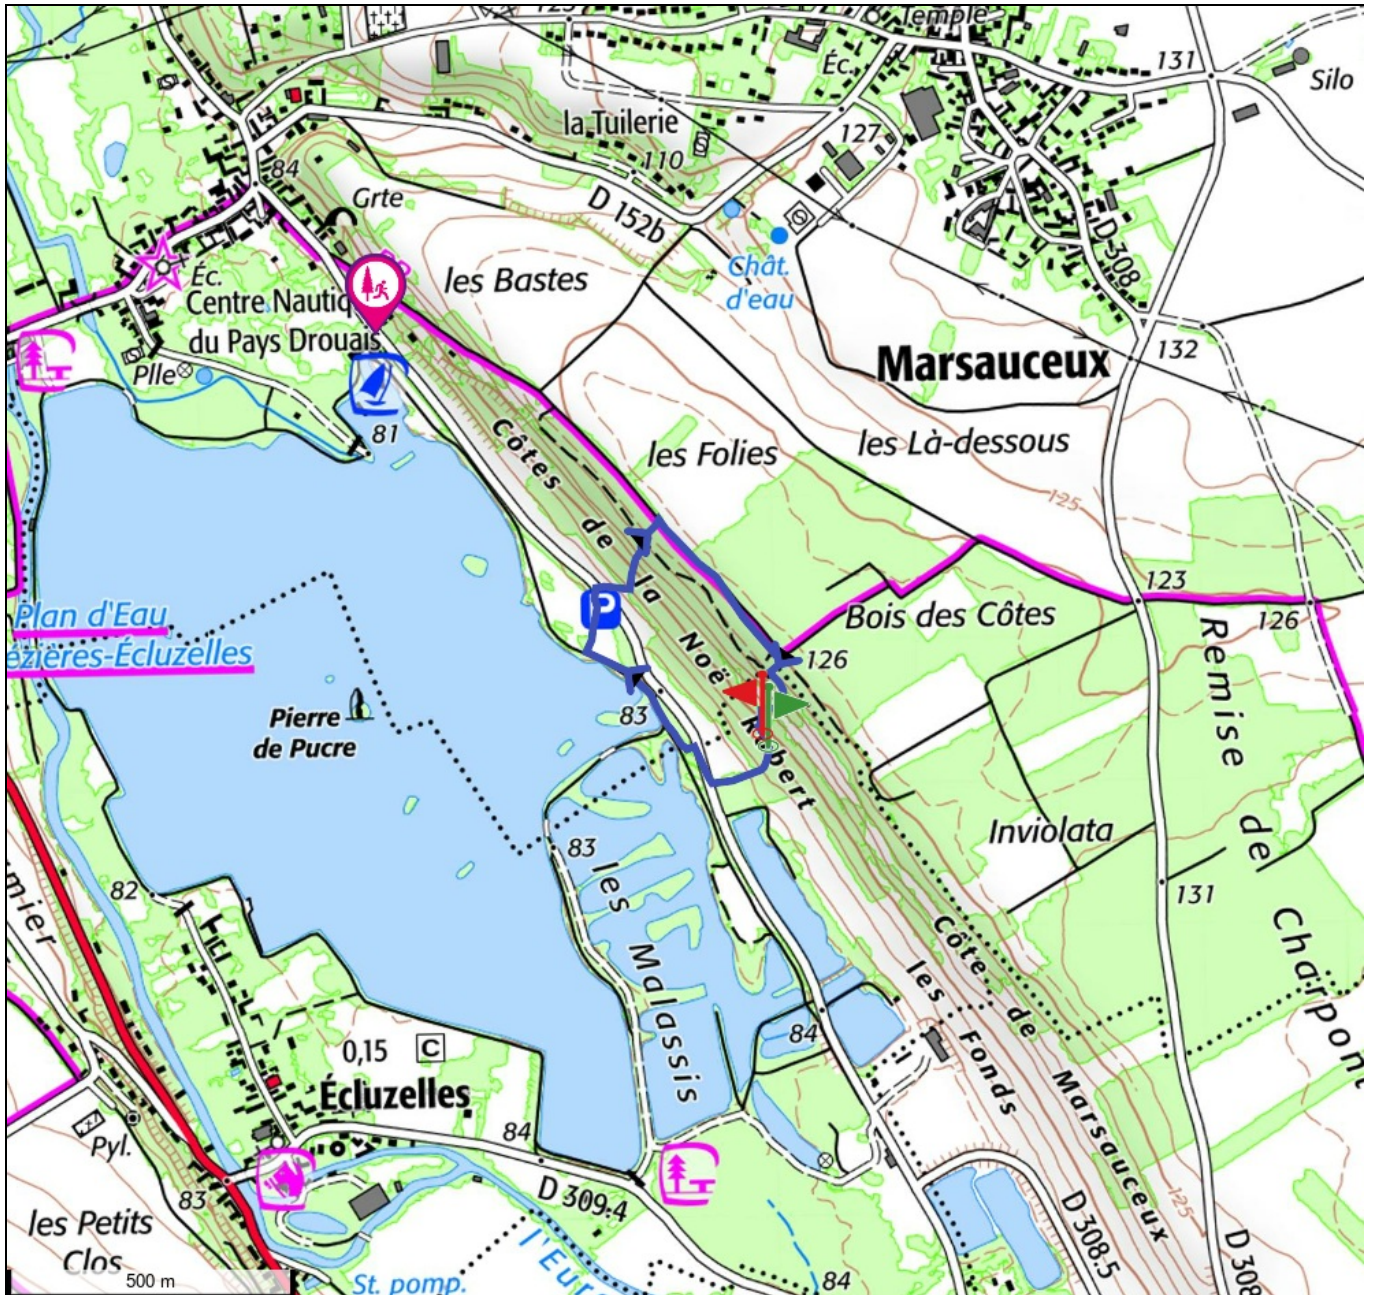 Temple
131
Silo
Éc.
la Tuilerie
127
110
84
Grte
D 152b
D 308
les Bastes
Chât.
d'eau
Éc.
Centre Nautiq
du Pays Drouais
Plle
Marsauceux
132
81
Côtes
de
la
Noë
les Folies
les Là-dessous
125
P
123
126
Bois des Côtes
126
Plan d'Eau
ézières-Écluzelles
Remise
de
Charpont
83
Pierre
de Pucre
Inviolata
83
les
Malassis
82
131
Côte de
Marsauceux
les
Fonds
84
0,15
C
Écluzelles
84
Pyl.
83
D 309.4
D 308.5
125
D 308
les Petits
Clos
500 m
St. pomp.
l'Eure
84